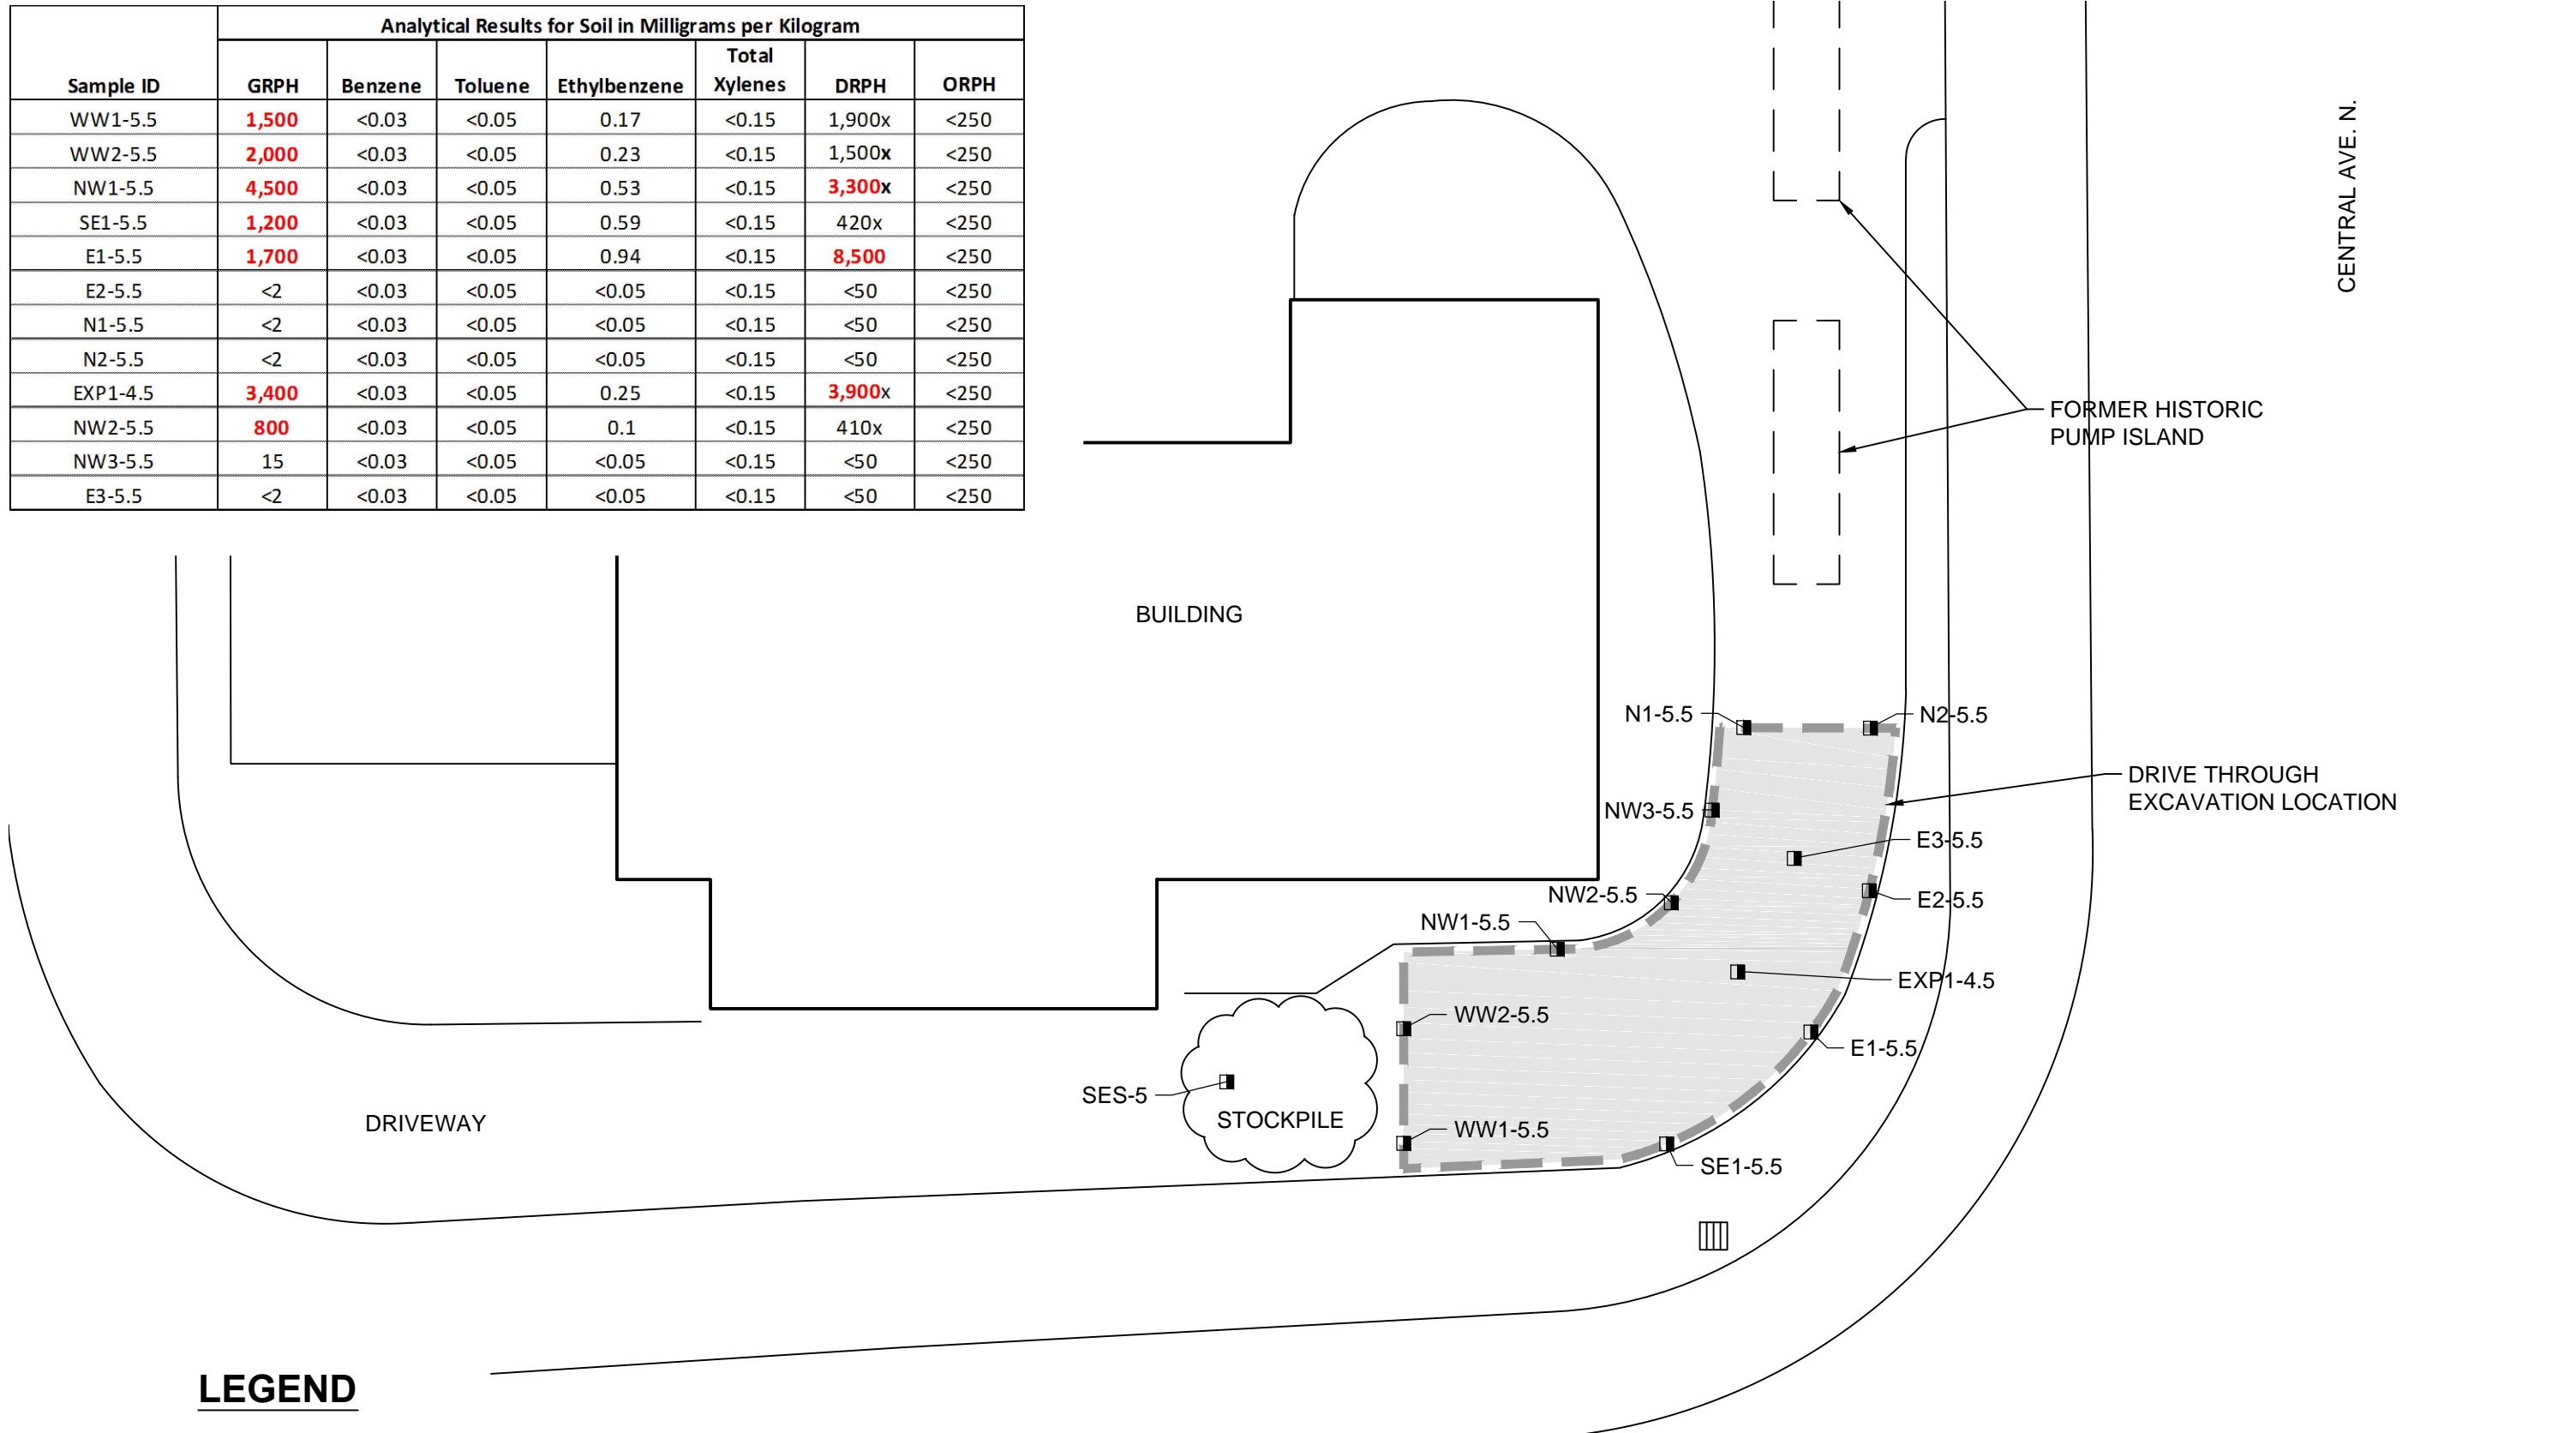 Analytical Results for Soil in Milligrams per Kilogram
Sample ID GRPH Benzene Toluene Ethylbenzene Total Xylenes DRPH ORPH
WW1-5.5 1,500 <0.03 <0.05 0.17 <0.15 1,900x <250
WW2-5.5 2,000 <0.03 <0.05 0.23 <0.15 1,500x <250
NW1-5.5 4,500 <0.03 <0.05 0.53 <0.15 3,300x <250
SE1-5.5 1,200 <0.03 <0.05 0.59 <0.15 420x <250
E1-5.5 1,700 <0.03 <0.05 0.94 <0.15 8,500 <250
E2-5.5 <2 <0.03 <0.05 <0.05 <0.15 <50 <250
N1-5.5 <2 <0.03 <0.05 <0.05 <0.15 <50 <250
N2-5.5 <2 <0.03 <0.05 <0.05 <0.15 <50 <250
EXP1-4.5 3,400 <0.03 <0.05 0.25 <0.15 3,900x <250
NW2-5.5 800 <0.03 <0.05 0.1 <0.15 410x <250
NW3-5.5 15 <0.03 <0.05 <0.05 <0.15 <50 <250
E3-5.5 <2 <0.03 <0.05 <0.05 <0.15 <50 <250
CENTRAL AVE. N.
FORMER HISTORIC
PUMP ISLAND
BUILDING
N1-5.5
N2-5.5
DRIVE THROUGH
EXCAVATION LOCATION
NW3-5.5
E3-5.5
NW2-5.5
E2-5.5
NW1-5.5
EXP1-4.5
WW2-5.5
E1-5.5
SES-5
STOCKPILE
DRIVEWAY
WW1-5.5
SE1-5.5
LEGEND